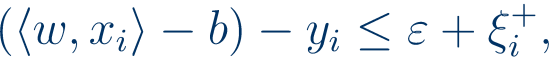 (⟨w, x_i⟩ − b) − y_i ≤ ε + ξ_i^+,